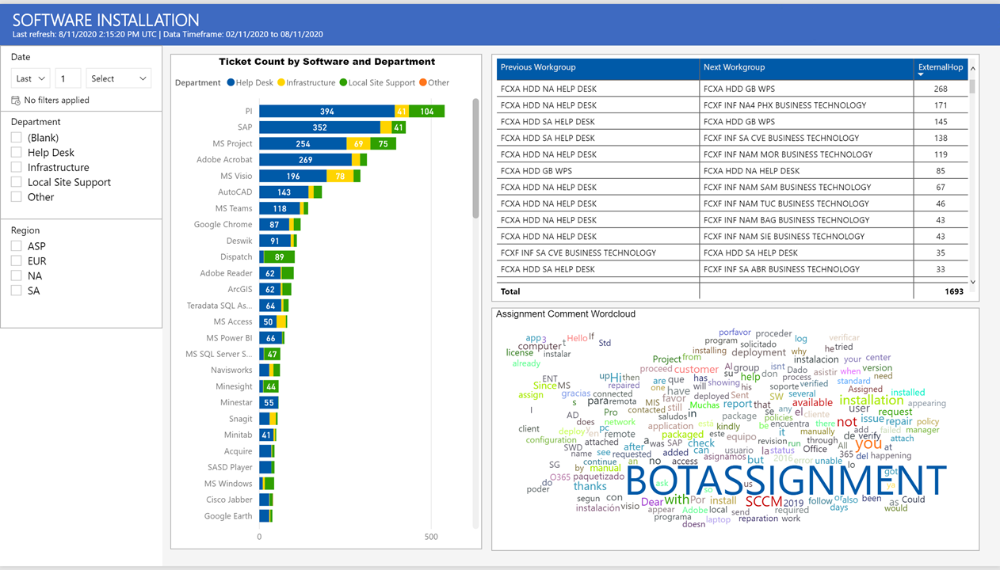 SOFTWARE INSTALLATION
Last refresh: 8/11/2020 2:15:20 PM UTC | Data Timeframe: 02/11/2020 to 08/11/2020
Date
Last 1 Select
No filters applied
Department
(Blank)
Help Desk
Infrastructure
Local Site Support
Other
Region
ASP
EUR
NA
SA
Ticket Count by Software and Department
Department Help Desk Infrastructure Local Site Support Other
PI 394 41 104
SAP 352 41
MS Project 254 69 75
Adobe Acrobat 269
MS Visio 196 78
AutoCAD 143
MS Teams 118
Google Chrome 87
Deswik 91
Dispatch 89
Adobe Reader 62
ArcGIS 62
Teradata SQL As... 64
MS Access 50
MS Power BI 66
MS SQL Server S... 47
Navisworks
Minesight 44
Minestar 55
Snagit
Minitab 41
Acquire
SASD Player
MS Windows
Cisco Jabber
Google Earth
0 500
Previous Workgroup Next Workgroup ExternalHop
FCXA HDD NA HELP DESK FCXA HDD GB WPS 268
FCXA HDD NA HELP DESK FCXF INF NA4 PHX BUSINESS TECHNOLOGY 171
FCXA HDD SA HELP DESK FCXA HDD GB WPS 145
FCXA HDD SA HELP DESK FCXF INF SA CVE BUSINESS TECHNOLOGY 138
FCXA HDD NA HELP DESK FCXF INF NAM MOR BUSINESS TECHNOLOGY 119
FCXA HDD GB WPS FCXA HDD NA HELP DESK 85
FCXA HDD NA HELP DESK FCXF INF NAM SAM BUSINESS TECHNOLOGY 67
FCXA HDD NA HELP DESK FCXF INF NAM TUC BUSINESS TECHNOLOGY 46
FCXA HDD NA HELP DESK FCXF INF NAM BAG BUSINESS TECHNOLOGY 43
FCXA HDD NA HELP DESK FCXF INF NAM SIE BUSINESS TECHNOLOGY 43
FCXF INF SA CVE BUSINESS TECHNOLOGY FCXA HDD SA HELP DESK 35
FCXA HDD SA HELP DESK FCXF INF SA ABR BUSINESS TECHNOLOGY 33
Total 1693
Assignment Comment Wordcloud
porfavor proceder
app 3 Hello If program solicitado log verificar
computer t Std installing deployment why he tried
license instalar Project from instalacion your center
already proceed customer AI group isnt Dado asistir when version
ENT up Hi then are que has su help don process need
Since MS repaired one have will showing his soporte verified standard
assign gracias connected favor deployed Sent SW several Assigned installed
s para remota MIS still Muchas report that available installation appearing
I AD Pro contacted saludos in se any el cliente user request
client does network application package policies not issue repair policy
deploy en pc remote está kindly be encuentra there add failed manager
configuration attached packaged este equipo it manually de verify attach
SWD after a was SAP check revision run through All you at
name see requested added can usuario la status Office 365 del happening
SG continue an no access asignamos but 2016 error unable lo
by manual got
O365 paquetizado BOTASSIGNMENT
do thanks ask us ya
poder so
segun con Dear with Por install SCCM 2019 follow or also been as Could
instalación visio appear Adobe local send required days would
programa laptop reparation work
doesn